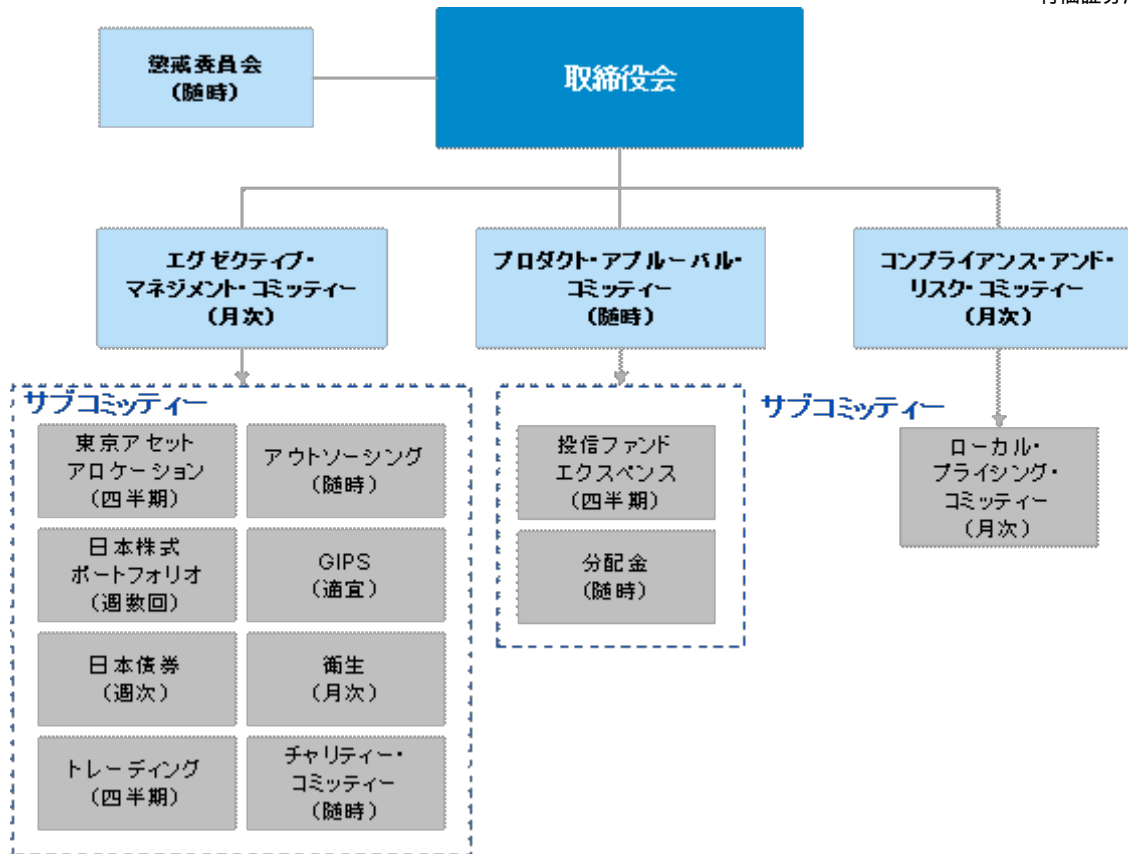 懲戒委員会
(随時)
取締役会
エグゼクティブ・
マネジメント・コミッティー
(月次)
プロダクト・アプルーバル・
コミッティー
(随時)
コンプライアンス・アンド・
リスク・コミッティー
(月次)
サブコミッティー
東京アセット
アロケーション
(四半期)
アウトソーシング
(随時)
日本株式
ポートフォリオ
(週数回)
GIPS
(適宜)
日本債券
(週次)
衛生
(月次)
トレーディング
(四半期)
チャリティー・
コミッティー
(随時)
投信ファンド
エクスペンス
(四半期)
分配金
(随時)
サブコミッティー
ローカル・
プライシング・
コミッティー
(月次)